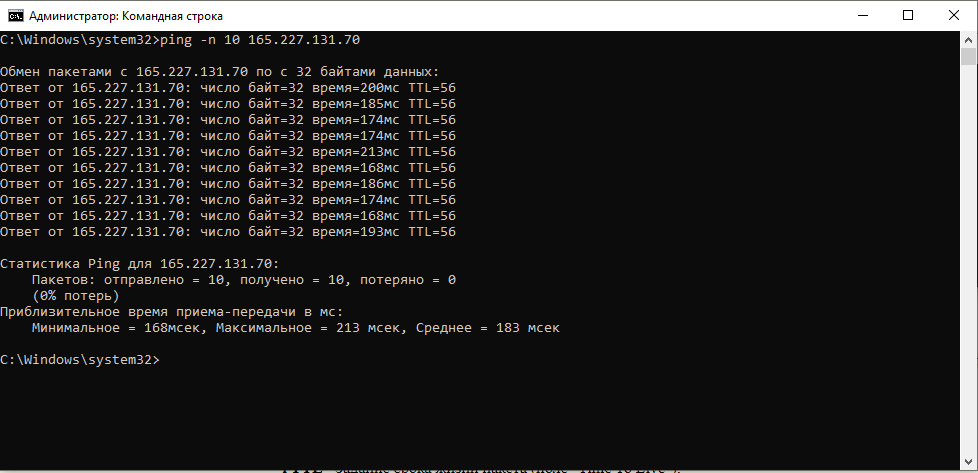 Администратор: Командная строка
C:\Windows\system32>ping -n 10 165.227.131.70
Обмен пакетами с 165.227.131.70 по с 32 байтами данных:
Ответ от 165.227.131.70: число байт=32 время=200мс TTL=56
Ответ от 165.227.131.70: число байт=32 время=185мс TTL=56
Ответ от 165.227.131.70: число байт=32 время=174мс TTL=56
Ответ от 165.227.131.70: число байт=32 время=174мс TTL=56
Ответ от 165.227.131.70: число байт=32 время=213мс TTL=56
Ответ от 165.227.131.70: число байт=32 время=168мс TTL=56
Ответ от 165.227.131.70: число байт=32 время=186мс TTL=56
Ответ от 165.227.131.70: число байт=32 время=174мс TTL=56
Ответ от 165.227.131.70: число байт=32 время=168мс TTL=56
Ответ от 165.227.131.70: число байт=32 время=193мс TTL=56
Статистика Ping для 165.227.131.70:
Пакетов: отправлено = 10, получено = 10, потеряно = 0
(0% потерь)
Приблизительное время приема-передачи в мс:
Минимальное = 168мсек, Максимальное = 213 мсек, Среднее = 183 мсек
C:\Windows\system32>